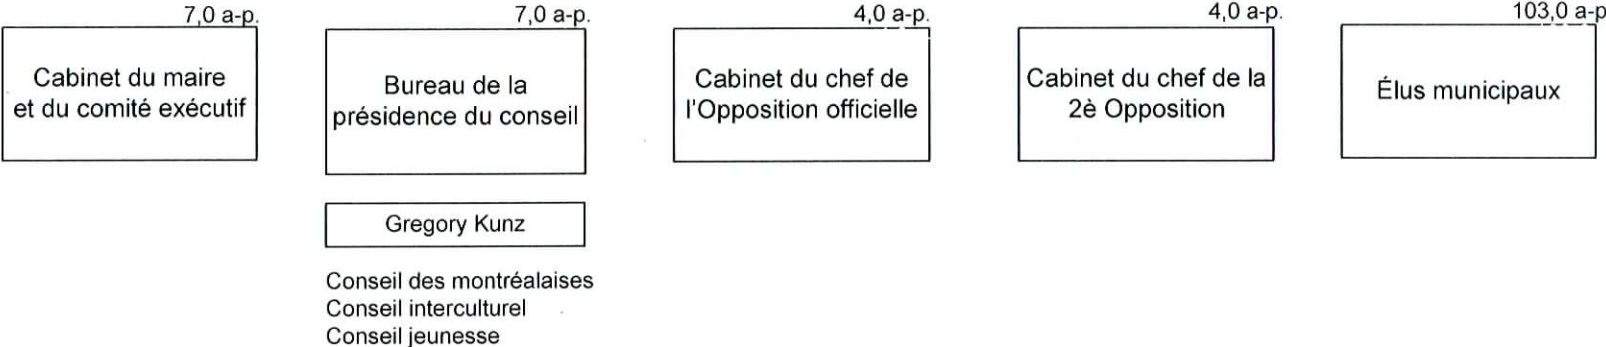 7,0 a-p.
Cabinet du maire
et du comité exécutif
7,0 a-p.
Bureau de la
présidence du conseil
Gregory Kunz
Conseil des montréalaises
Conseil interculturel
Conseil jeunesse
4,0 a-p.
Cabinet du chef de
l'Opposition officielle
4,0 a-p.
Cabinet du chef de la
2è Opposition
103,0 a-p
Élus municipaux